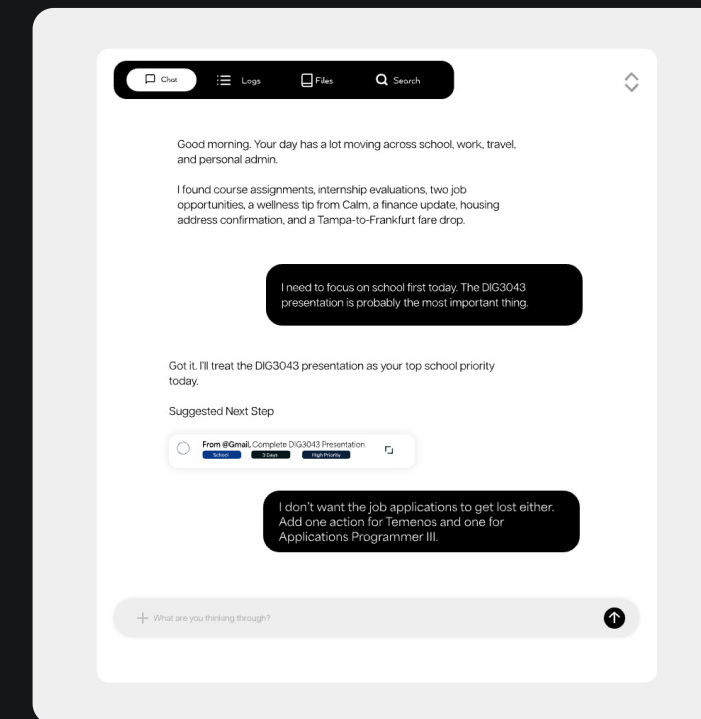 Chat
Logs
Files
Search
Good morning. Your day has a lot moving across school, work, travel,
and personal admin.
I found course assignments, internship evaluations, two job
opportunities, a wellness tip from Calm, a finance update, housing
address confirmation, and a Tampa-to-Frankfurt fare drop.
I need to focus on school first today. The DIG3043
presentation is probably the most important thing.
Got it. I'll treat the DIG3043 presentation as your top school priority
today.
Suggested Next Step
From @Gmail, Complete DIG3043 Presentation
School
3 Days
High Priority
I don't want the job applications to get lost either.
Add one action for Temenos and one for
Applications Programmer III.
What are you thinking through?